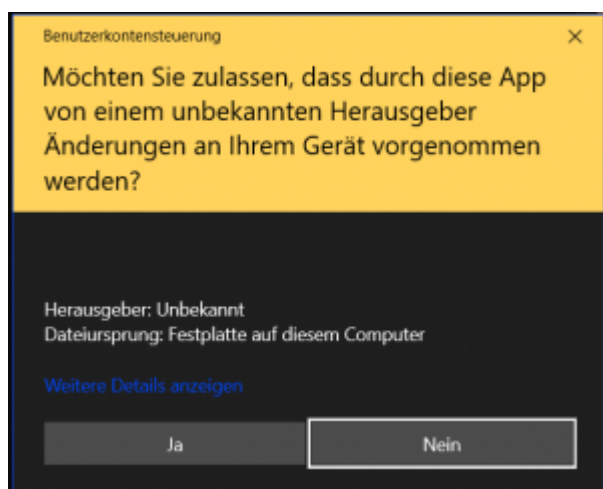 Benutzerkontensteuerung
Möchten Sie zulassen, dass durch diese App
von einem unbekannten Herausgeber
Änderungen an Ihrem Gerät vorgenommen
werden?
Herausgeber: Unbekannt
Dateiursprung: Festplatte auf diesem Computer
Weitere Details anzeigen
Ja
Nein